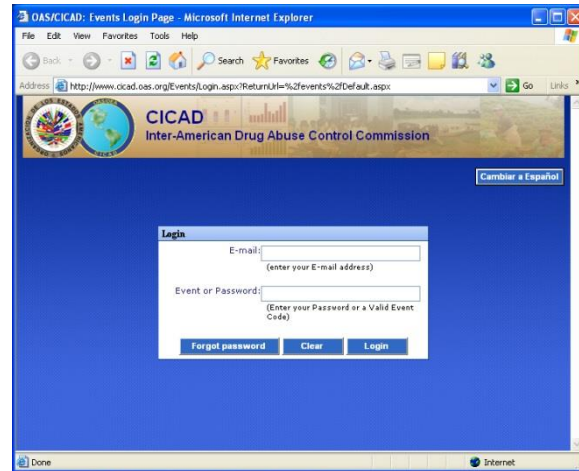 OAS/CICAD: Events Login Page - Microsoft Internet Explorer
File Edit View Favorites Tools Help
Back Search Favorites
Address http://www.cicad.oas.org/Events/Login.aspx?ReturnUrl=%2fevents%2fDefault.aspx Go Links »
CICAD
Inter-American Drug Abuse Control Commission
Cambiar a Español
Login
E-mail:
(enter your E-mail address)
Event or Password:
(Enter your Password or a Valid Event
Code)
Forgot password Clear Login
Done Internet